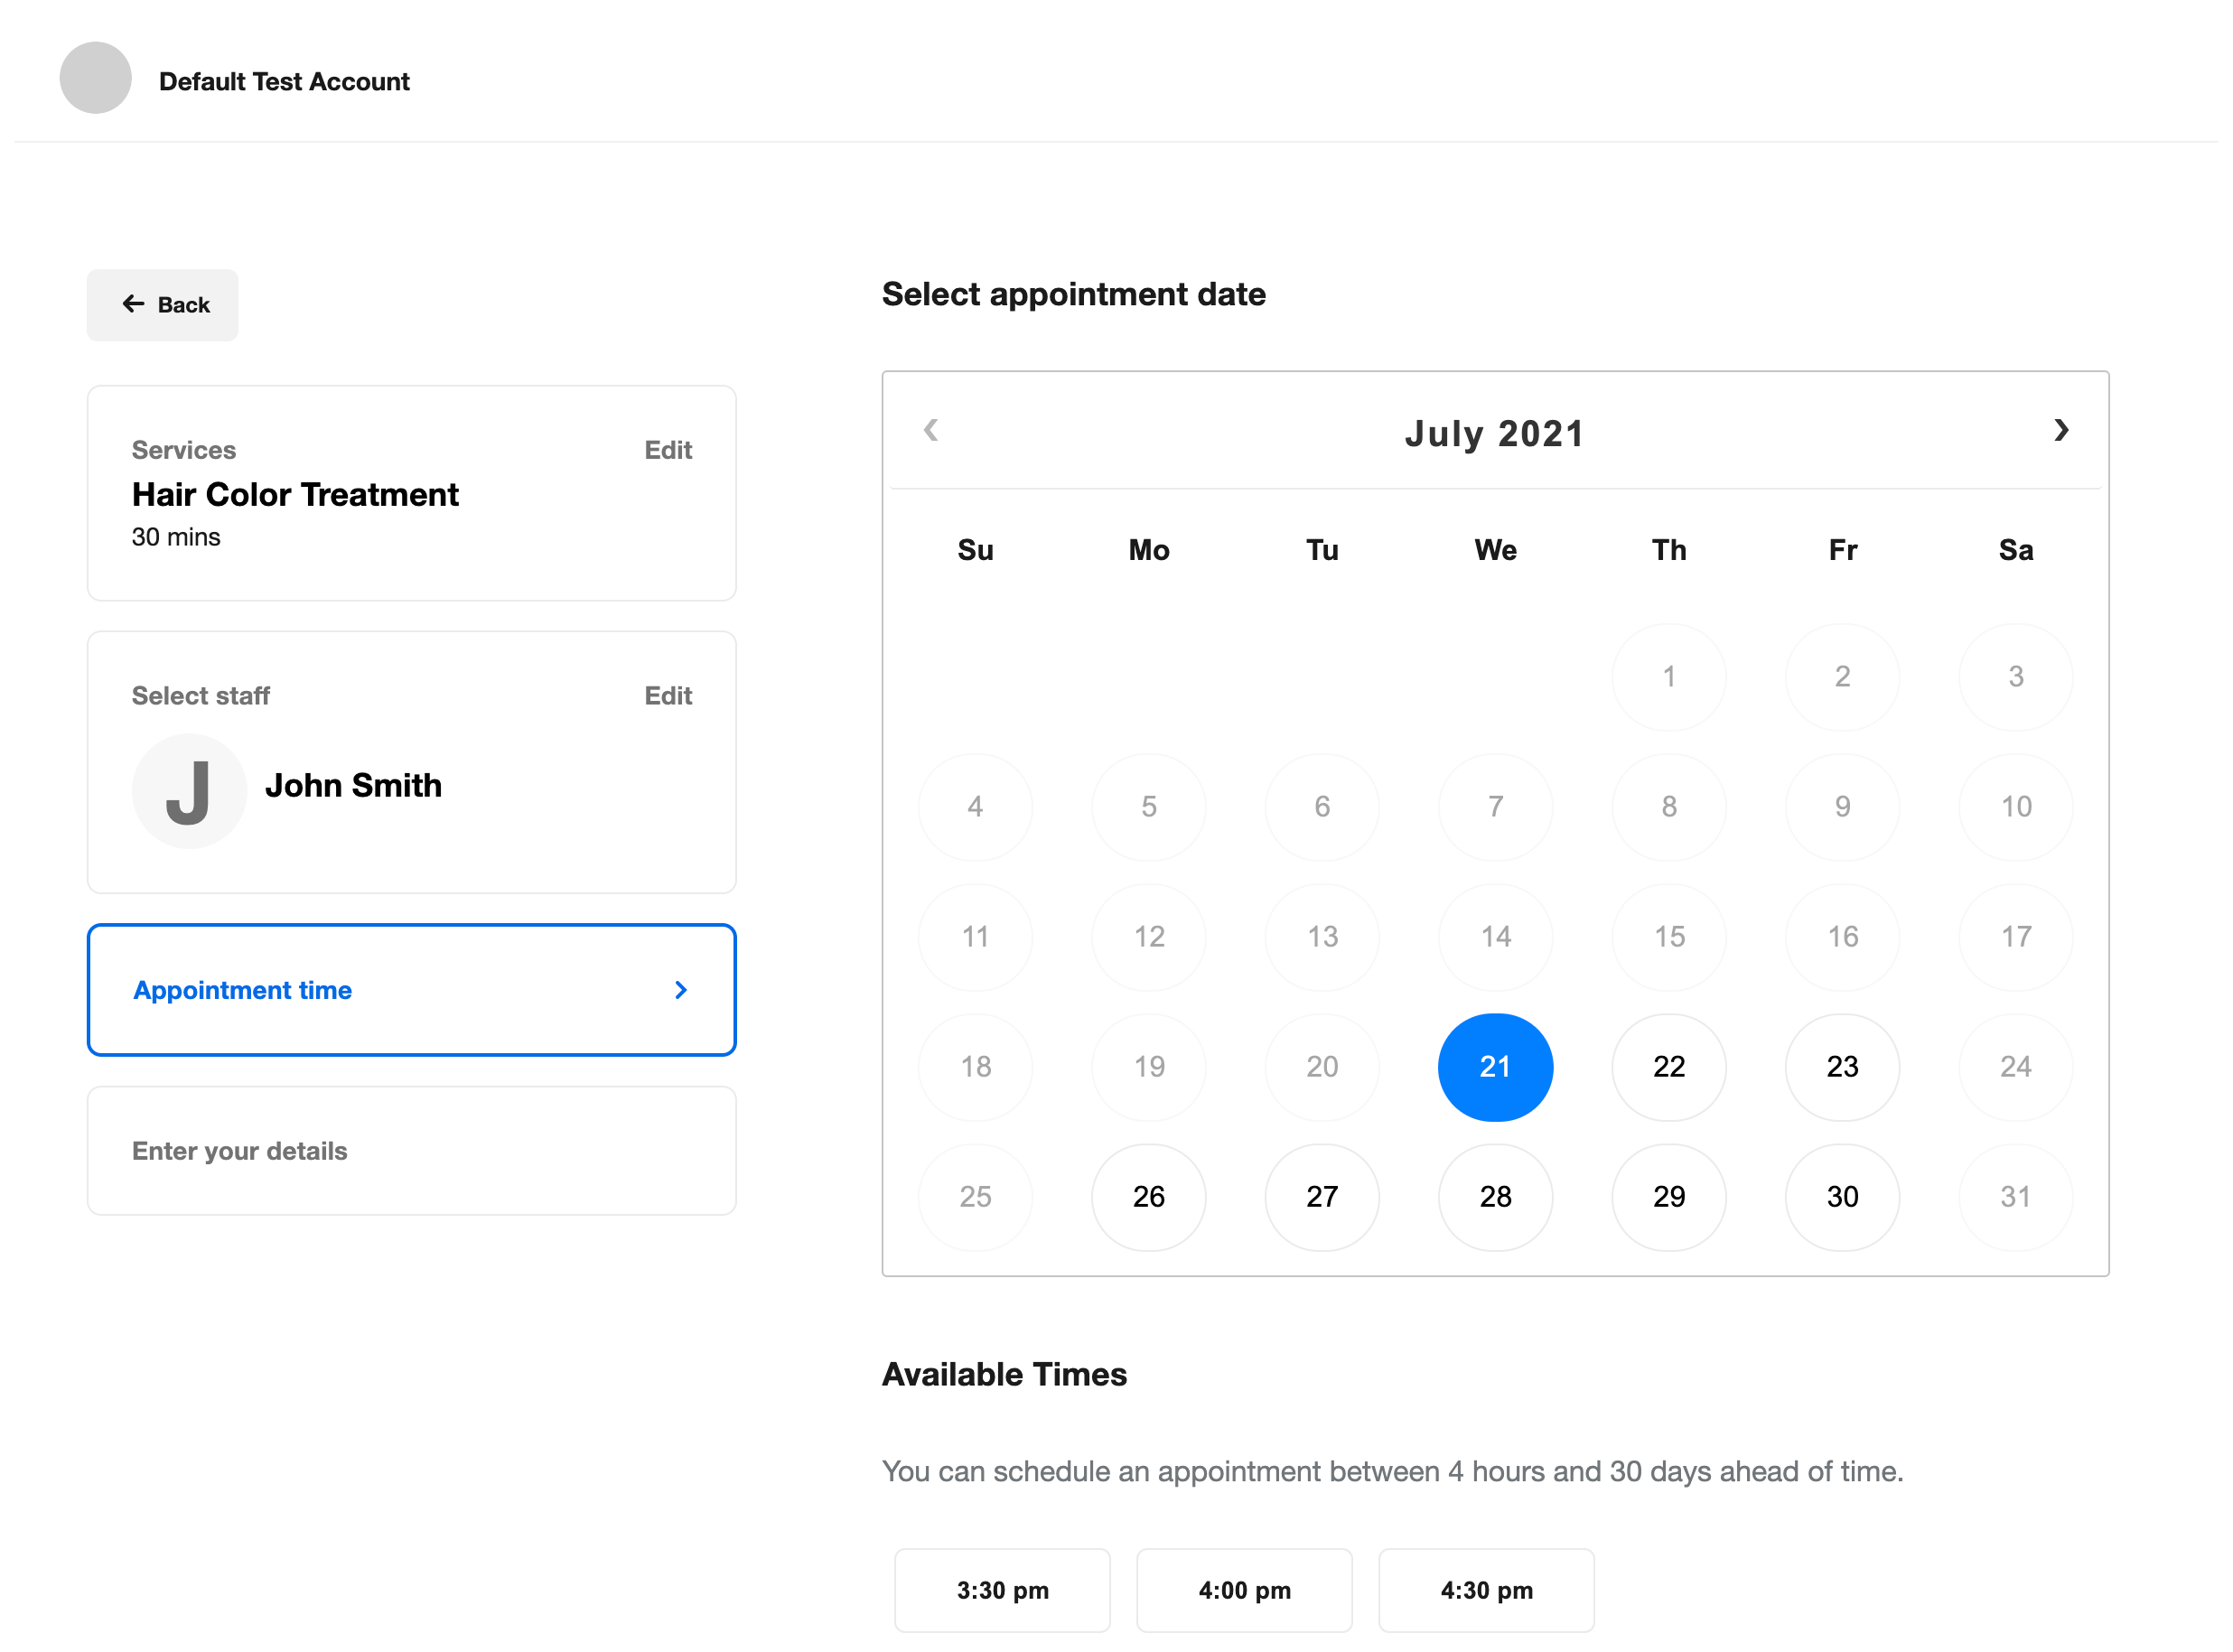 Default Test Account
Back
Services Edit
Hair Color Treatment
30 mins
Select staff Edit
J John Smith
Appointment time
Enter your details
Select appointment date
July 2021
Su Mo Tu We Th Fr Sa
1 2 3
4 5 6 7 8 9 10
11 12 13 14 15 16 17
18 19 20 21 22 23 24
25 26 27 28 29 30 31
Available Times
You can schedule an appointment between 4 hours and 30 days ahead of time.
3:30 pm 4:00 pm 4:30 pm